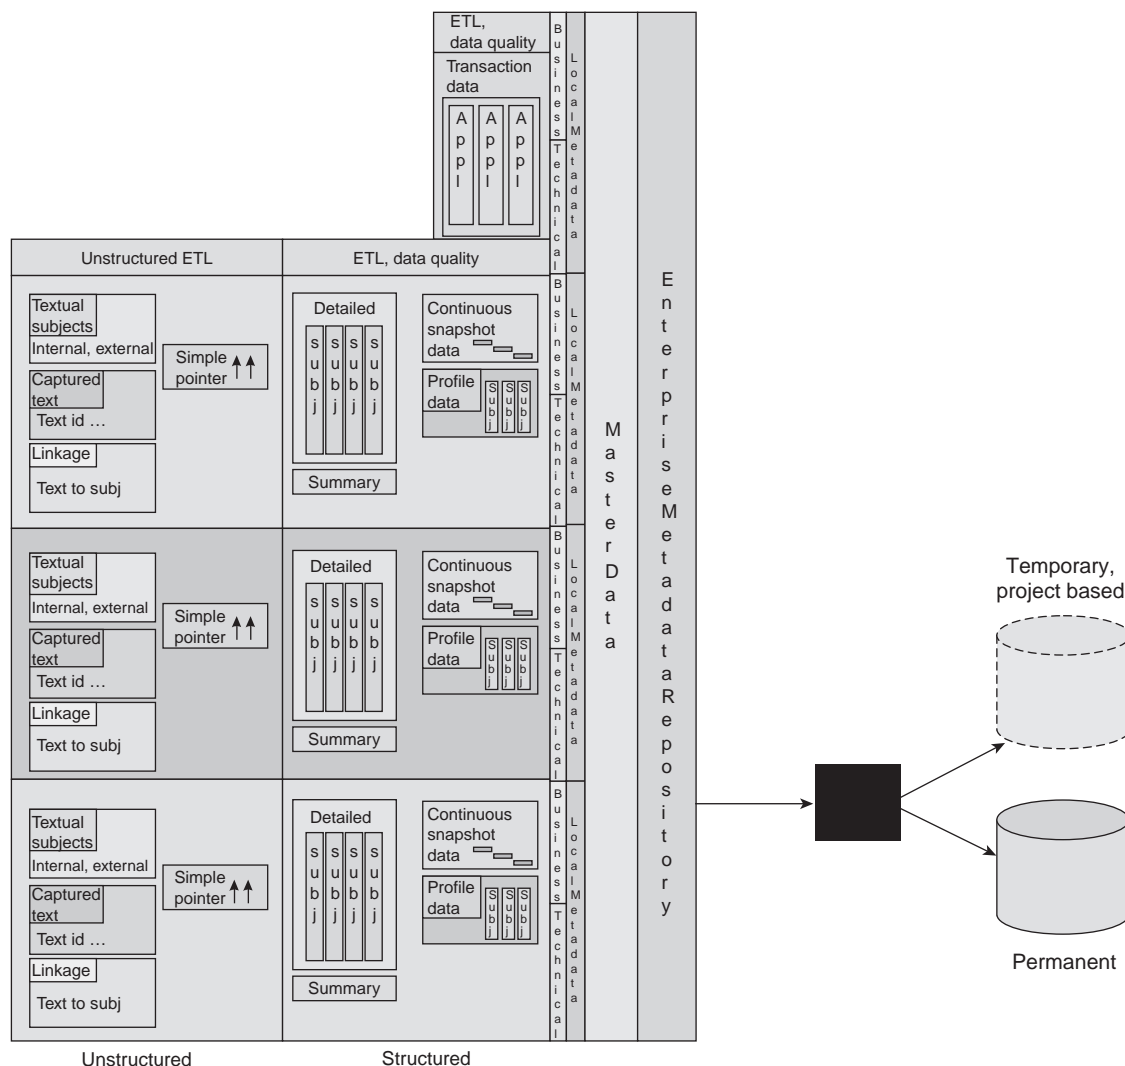 ETL,
data quality
Transaction
data
Appl
Appl
Appl
Business
Technical
Local Metadata
Unstructured ETL
ETL, data quality
Textual
subjects
Internal, external
Simple
pointer
Captured
text
Text id …
Linkage
Text to subj
Detailed
subj
subj
subj
subj
Summary
Continuous
snapshot
data
Profile
data
Subj
Subj
Subj
Business
Technical
Local Metadata
Textual
subjects
Internal, external
Simple
pointer
Captured
text
Text id ...
Linkage
Text to subj
Detailed
subj
subj
subj
subj
Summary
Continuous
snapshot
data
Profile
data
Subj
Subj
Subj
Business
Technical
Local Metadata
Textual
subjects
Internal, external
Simple
pointer
Captured
text
Text id ...
Linkage
Text to subj
Detailed
subj
subj
subj
subj
Summary
Continuous
snapshot
data
Profile
data
Subj
Subj
Subj
Business
Technical
Local Metadata
Master Data
Enterprise Metadata Repository
Temporary,
project based
Permanent
Unstructured
Structured